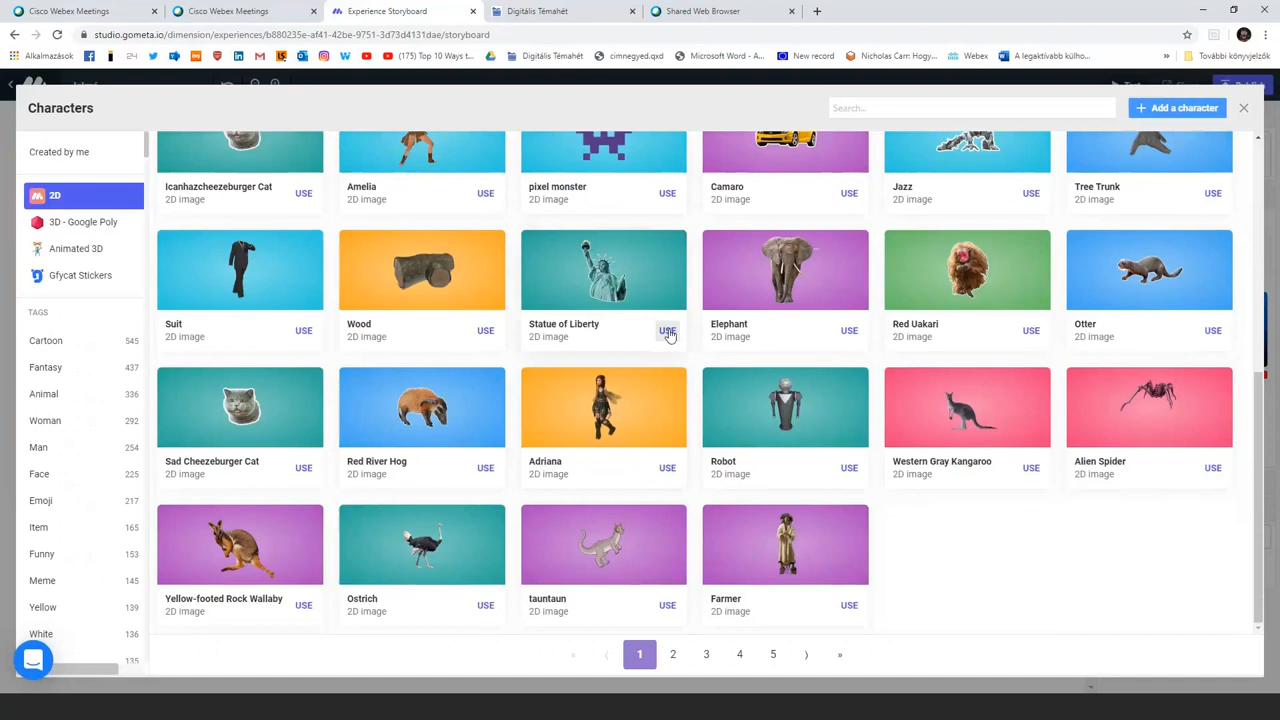 Cisco Webex Meetings
Cisco Webex Meetings
Experience Storyboard
Digitális Témahét
Shared Web Browser
studio.gometa.io/dimension/experiences/b880235e-af41-42be-9751-3d73d4131dae/storyboard
Alkalmazások
24
(175) Top 10 Ways t...
Digitális Témahét
cimnegyed.qxd
Microsoft Word - A...
New record
Nicholas Carr: Hogy...
Webex
A legaktívabb külho...
»
További könyvjelzők
Characters
Search...
+ Add a character
Created by me
2D
3D - Google Poly
Animated 3D
Gfycat Stickers
TAGS
Cartoon 545
Fantasy 437
Animal 336
Woman 292
Man 254
Face 225
Emoji 217
Item 165
Funny 153
Meme 145
Yellow 139
White 136
135
Icanhazcheezeburger Cat
2D image
USE
Amelia
2D image
USE
pixel monster
2D image
USE
Camaro
2D image
USE
Jazz
2D image
USE
Tree Trunk
2D image
USE
Suit
2D image
USE
Wood
2D image
USE
Statue of Liberty
2D image
USE
Elephant
2D image
USE
Red Uakari
2D image
USE
Otter
2D image
USE
Sad Cheezeburger Cat
2D image
USE
Red River Hog
2D image
USE
Adriana
2D image
USE
Robot
2D image
USE
Western Gray Kangaroo
2D image
USE
Alien Spider
2D image
USE
Yellow-footed Rock Wallaby
2D image
USE
Ostrich
2D image
USE
tauntaun
2D image
USE
Farmer
2D image
USE
« ‹ 1 2 3 4 5 › »